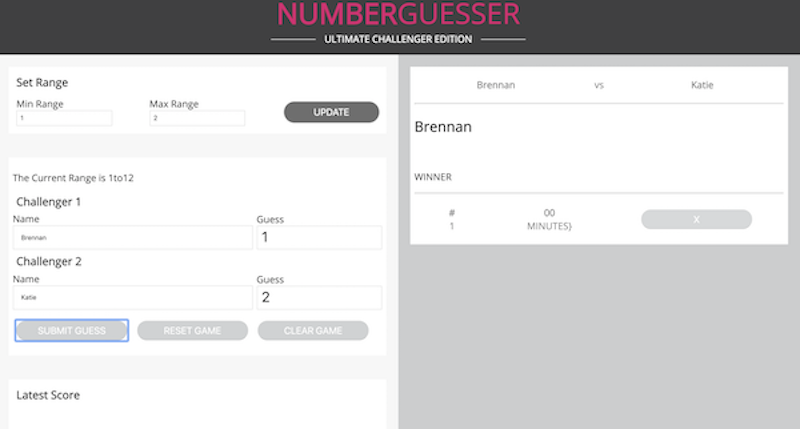 NUMBERGUESSER
ULTIMATE CHALLENGER EDITION
Set Range
Min Range Max Range
1 2 UPDATE
The Current Range is 1to12
Challenger 1
Name Guess
Brennan 1
Challenger 2
Name Guess
Katie 2
SUBMIT GUESS RESET GAME CLEAR GAME
Latest Score
Brennan vs Katie
Brennan
WINNER
# 00 X
1 MINUTES}